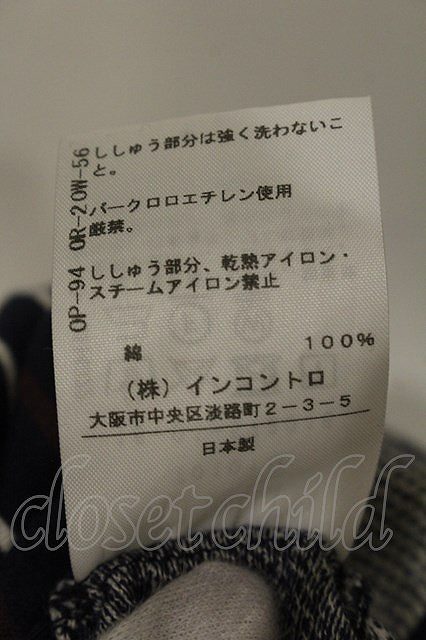 OP-94 OR-20W-56
ししゅう部分は強く洗わないこ
と。
パークロロエチレン使用
厳禁。
ししゅう部分、乾熱アイロン・
スチームアイロン禁止
綿 100%
(株)インコントロ
大阪市中央区淡路町2-3-5
日本製
closetchild